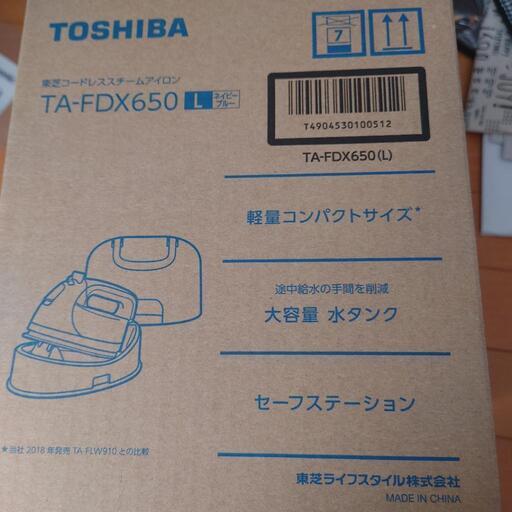 TOSHIBA
7
東芝コードレススチームアイロン
TA-FDX650 L ネイビーブルー
T4904530100512
TA-FDX650(L)
軽量コンパクトサイズ*
途中給水の手間を削減
大容量 水タンク
セーフステーション
★当社 2018年発売 TA-FLW910 との比較
東芝ライフスタイル株式会社
MADE IN CHINA